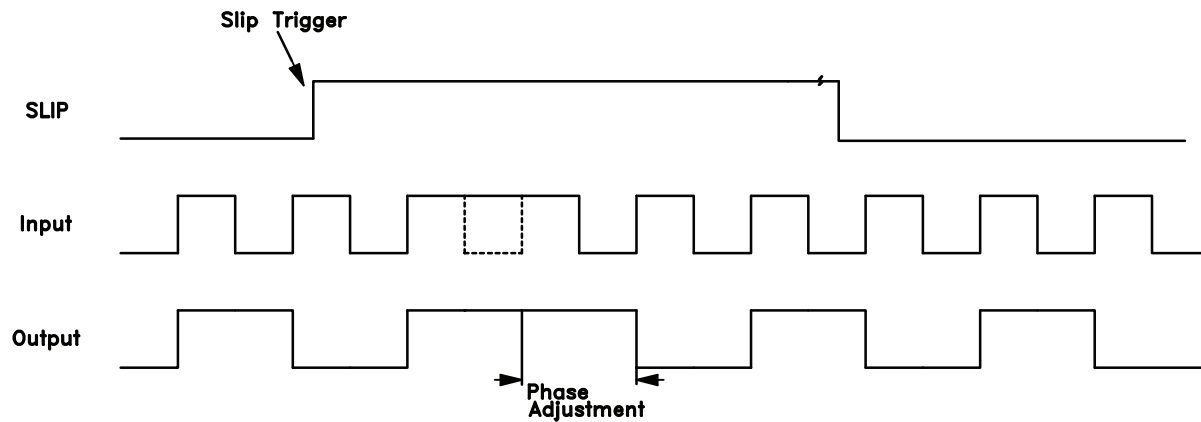 Slip Trigger
SLIP
Input
Output
Phase
Adjustment